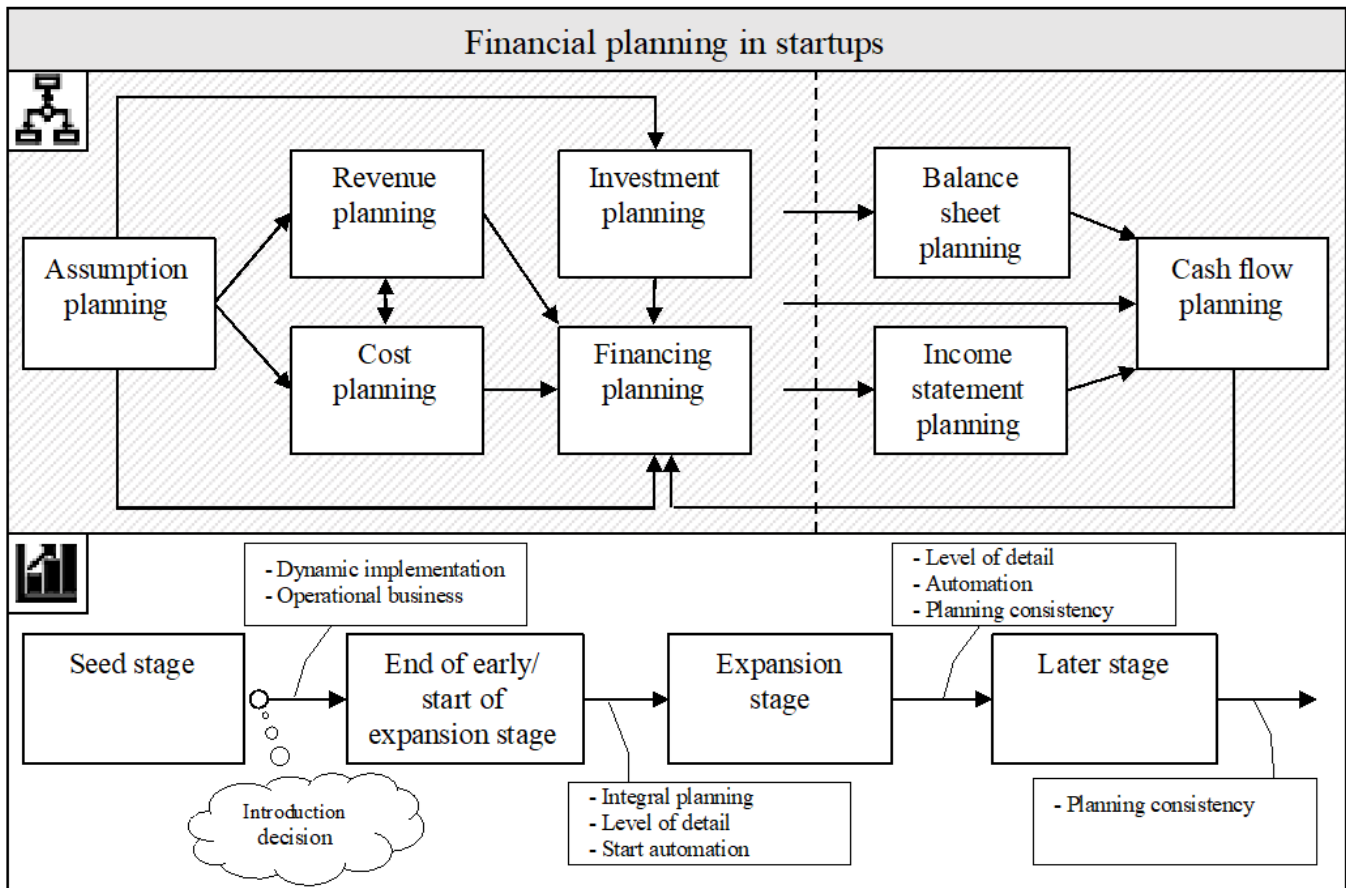 Financial planning in startups
Revenue
planning
Investment
planning
Balance
sheet
planning
Assumption
planning
Cash flow
planning
Cost
planning
Financing
planning
Income
statement
planning
- Dynamic implementation
- Operational business
- Level of detail
- Automation
- Planning consistency
Seed stage
End of early/
start of
expansion stage
Expansion
stage
Later stage
Introduction
decision
- Integral planning
- Level of detail
- Start automation
- Planning consistency